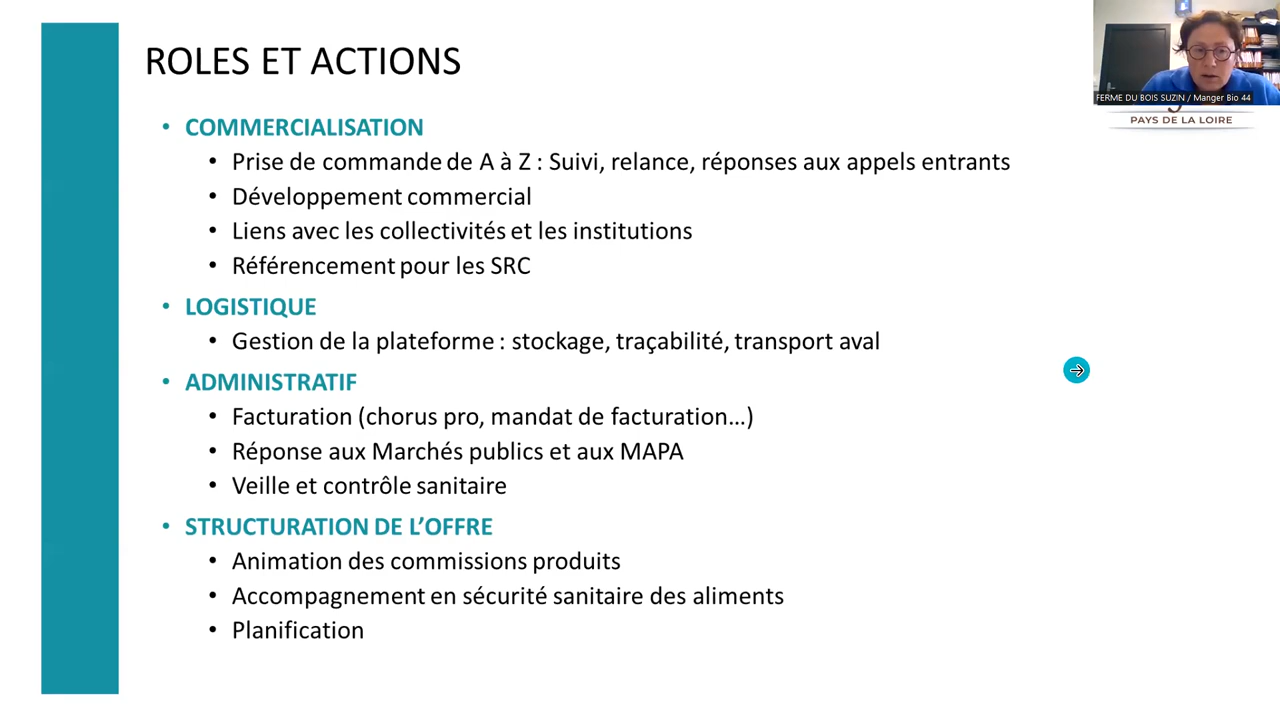 ROLES ET ACTIONS
• COMMERCIALISATION
• Prise de commande de A à Z : Suivi, relance, réponses aux appels entrants
• Développement commercial
• Liens avec les collectivités et les institutions
• Référencement pour les SRC
• LOGISTIQUE
• Gestion de la plateforme : stockage, traçabilité, transport aval
• ADMINISTRATIF
• Facturation (chorus pro, mandat de facturation…)
• Réponse aux Marchés publics et aux MAPA
• Veille et contrôle sanitaire
• STRUCTURATION DE L’OFFRE
• Animation des commissions produits
• Accompagnement en sécurité sanitaire des aliments
• Planification
FERME DU BOIS SUZIN / Manger Bio 44
PAYS DE LA LOIRE